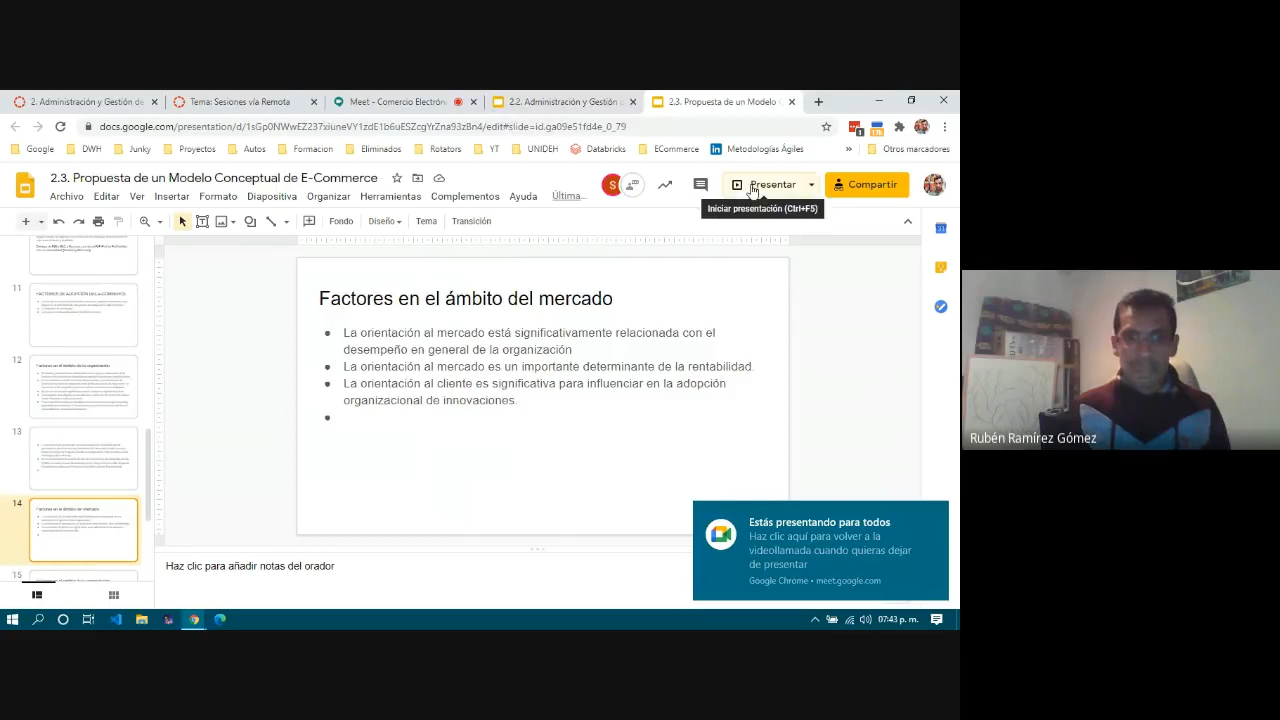 2. Administración y Gestión de
Tema: Sesiones vía Remota
Meet - Comercio Electróni
2.2. Administración y Gestión
2.3. Propuesta de un Modelo C
docs.google.com/presentation/d/1sGp0NWwEZ237xiuneVY1zdE1b6uESZcgYrZna93zBn4/edit#slide=id.ga09e51fd4e_0_79
Google
DWH
Junky
Proyectos
Autos
Formacion
Eliminados
Rotators
YT
UNIDEH
Databricks
ECommerce
Metodologías Ágiles
»
Otros marcadores
2.3. Propuesta de un Modelo Conceptual de E-Commerce
S
Presentar
Compartir
Archivo Editar Ver Formato Diapositiva Organizar Herramientas Complementos Ayuda Última...
Iniciar presentación (Ctrl+F5)
Fondo
Diseño
Tema
Transición
31
11
12
13
14
15
Factores en el ámbito del mercado
● La orientación al mercado está significativamente relacionada con el
desempeño en general de la organización
● La orientación al mercado es un importante determinante de la rentabilidad
● La orientación al cliente es significativo para influenciar en la adopción
organizacional de innovaciones.
●
Haz clic para añadir notas del orador
Estás presentando para todos
Haz clic aquí para volver a la
videollamada cuando quieras dejar
de presentar
Google Chrome • meet.google.com
07:43 p. m.
Rubén Ramírez Gómez